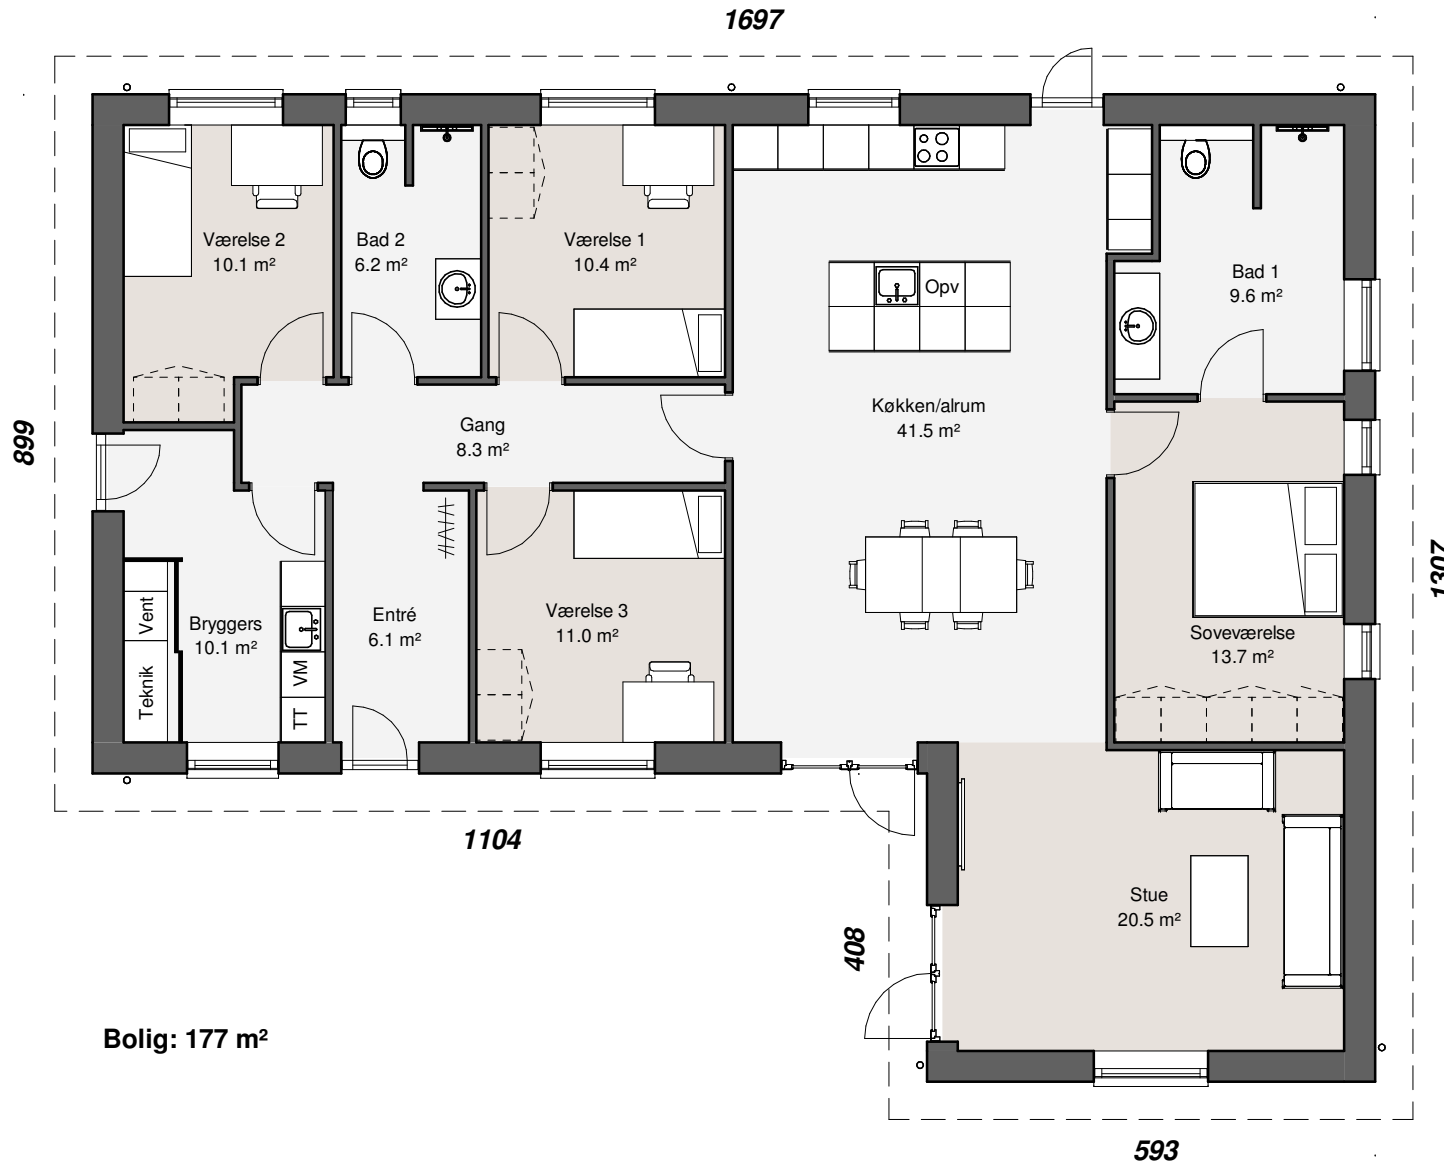 1697
Værelse 2
10.1 m²
Bad 2
6.2 m²
Værelse 1
10.4 m²
Opv
Bad 1
9.6 m²
Køkken/alrum
41.5 m²
Gang
8.3 m²
899
1307
Vent
Teknik
Bryggers
10.1 m²
VM
TT
Entré
6.1 m²
Værelse 3
11.0 m²
Soveværelse
13.7 m²
1104
408
Stue
20.5 m²
Bolig: 177 m²
593